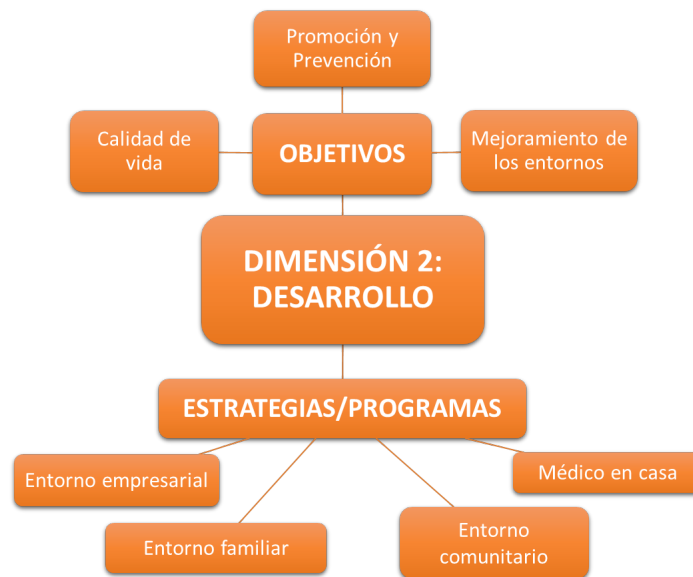 Promoción y
Prevención
Calidad de
vida
OBJETIVOS
Mejoramiento de
los entornos
DIMENSIÓN 2:
DESARROLLO
ESTRATEGIAS/PROGRAMAS
Entorno empresarial
Médico en casa
Entorno familiar
Entorno
comunitario